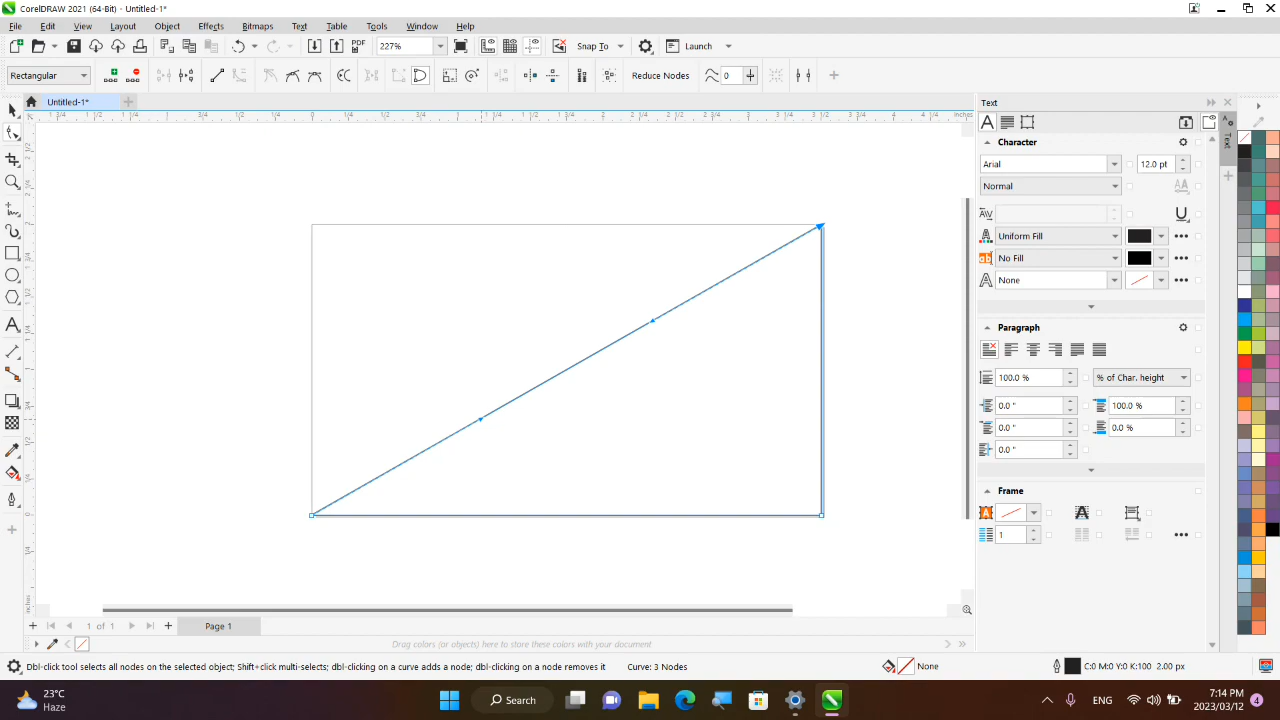 CorelDRAW 2021 (64-Bit) - Untitled-1*
File Edit View Layout Object Effects Bitmaps Text Table Tools Window Help
PDF 227% Snap To Launch
Rectangular Reduce Nodes 0
Untitled-1*
Text
Character
Arial 12.0 pt
Normal
Uniform Fill
No Fill
None
Paragraph
100.0 % % of Char. height
0.0 " 100.0 %
0.0 " 0.0 %
0.0 "
Frame
1
inches
1 of 1 Page 1
Drag colors (or objects) here to store these colors with your document
Dbl-click tool selects all nodes on the selected object; Shift+click multi-selects; dbl-clicking on a curve adds a node; dbl-clicking on a node removes it Curve: 3 Nodes None C:0 M:0 Y:0 K:100 2.00 px
23°C
Haze
Search
ENG
7:14 PM
2023/03/12
4